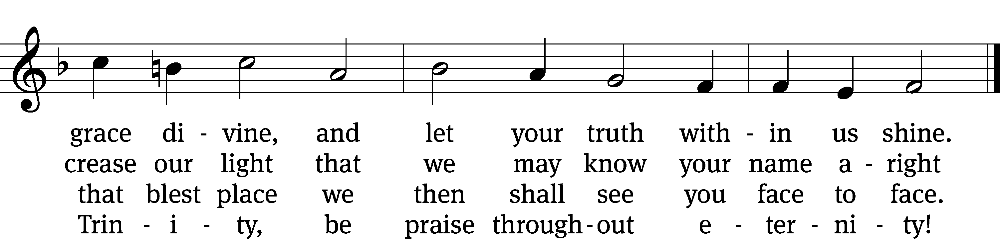 grace di - vine, and let your truth with - in us shine.
crease our light that we may know your name a - right
that blest place we then shall see you face to face.
Trin - i - ty, be praise through - out e - ter - ni - ty!